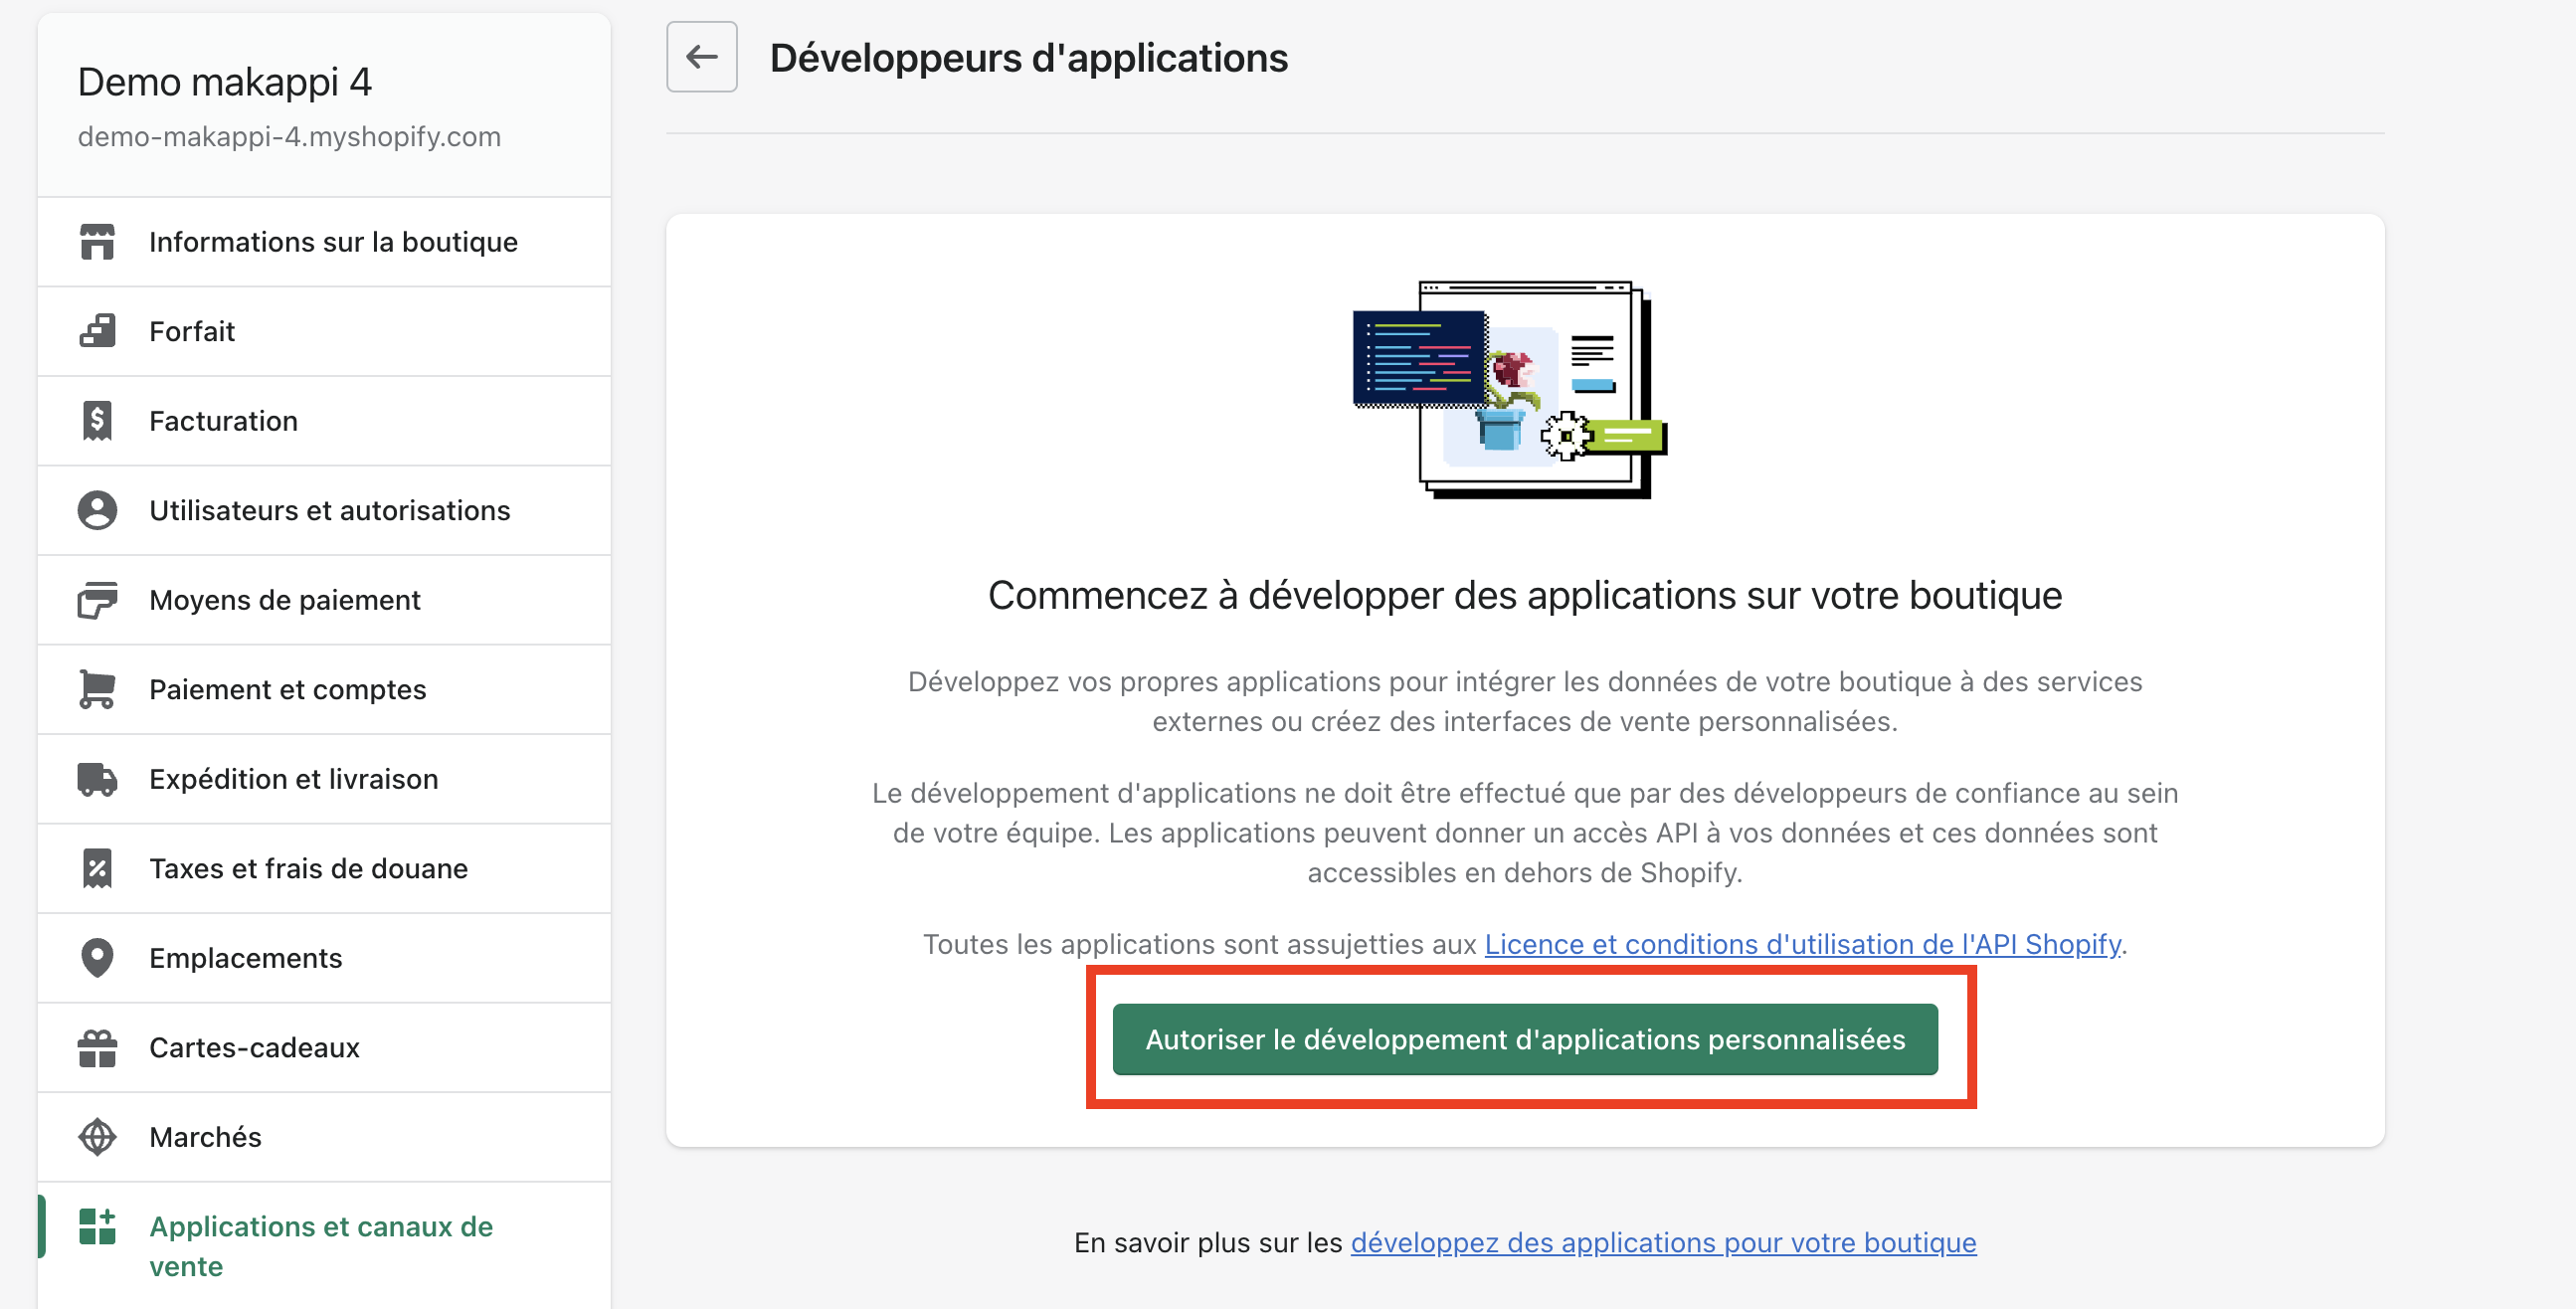 Demo makappi 4
demo-makappi-4.myshopify.com
Informations sur la boutique
Forfait
Facturation
Utilisateurs et autorisations
Moyens de paiement
Paiement et comptes
Expédition et livraison
Taxes et frais de douane
Emplacements
Cartes-cadeaux
Marchés
Applications et canaux de
vente
Développeurs d'applications
Commencez à développer des applications sur votre boutique
Développez vos propres applications pour intégrer les données de votre boutique à des services
externes ou créez des interfaces de vente personnalisées.
Le développement d'applications ne doit être effectué que par des développeurs de confiance au sein
de votre équipe. Les applications peuvent donner un accès API à vos données et ces données sont
accessibles en dehors de Shopify.
Toutes les applications sont assujetties aux Licence et conditions d'utilisation de l'API Shopify.
Autoriser le développement d'applications personnalisées
En savoir plus sur les développez des applications pour votre boutique